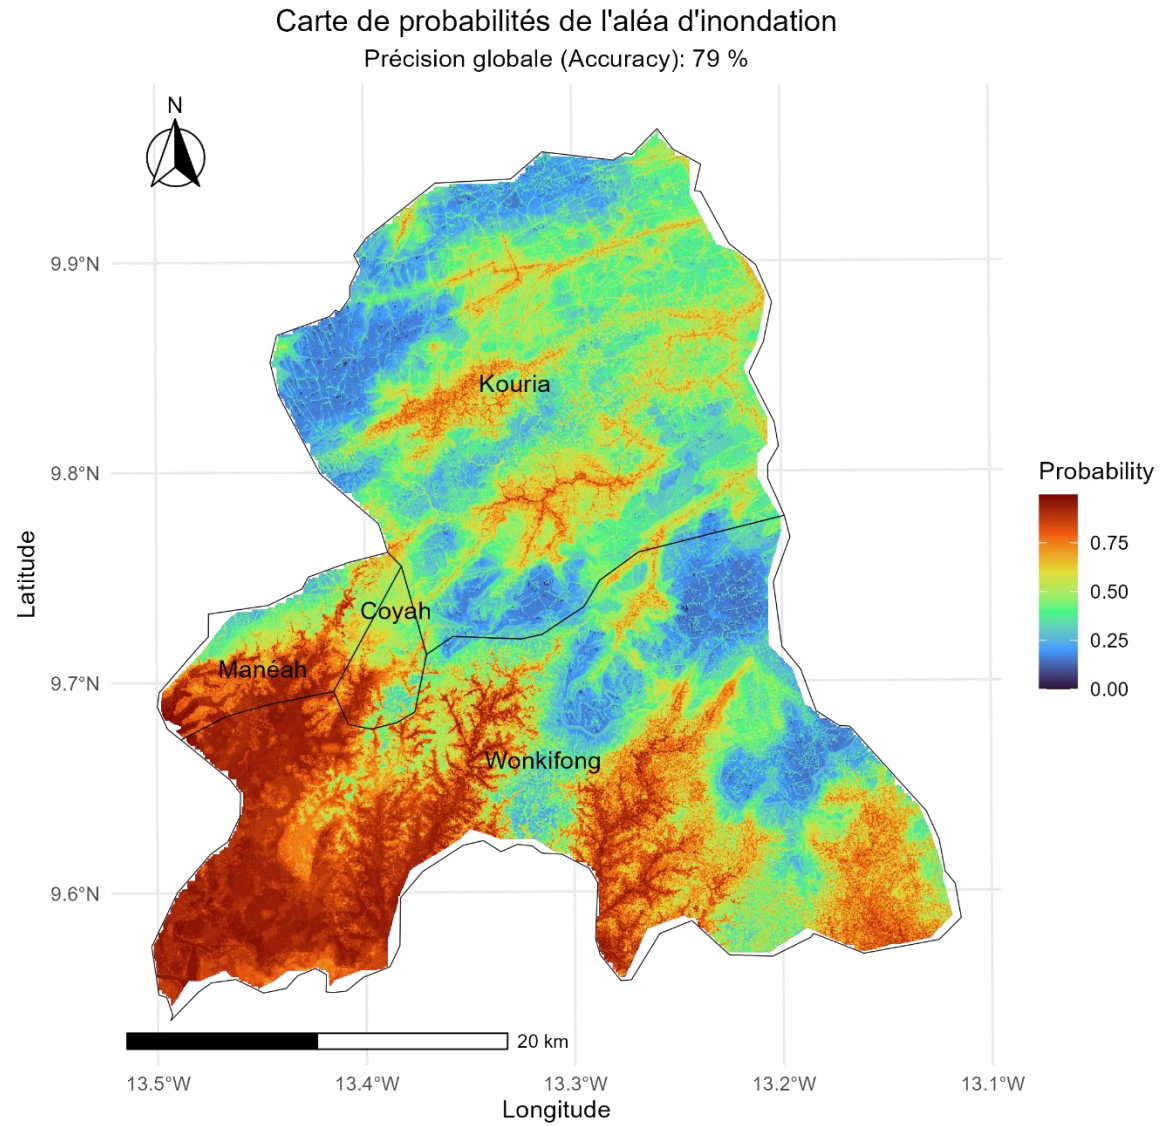 Carte de probabilités de l'aléa d'inondation
Précision globale (Accuracy): 79 %
N
9.9°N
9.8°N
9.7°N
9.6°N
Latitude
Kouria
Coyah
Manéah
Wonkifong
Probability
0.75
0.50
0.25
0.00
20 km
13.5°W
13.4°W
13.3°W
13.2°W
13.1°W
Longitude